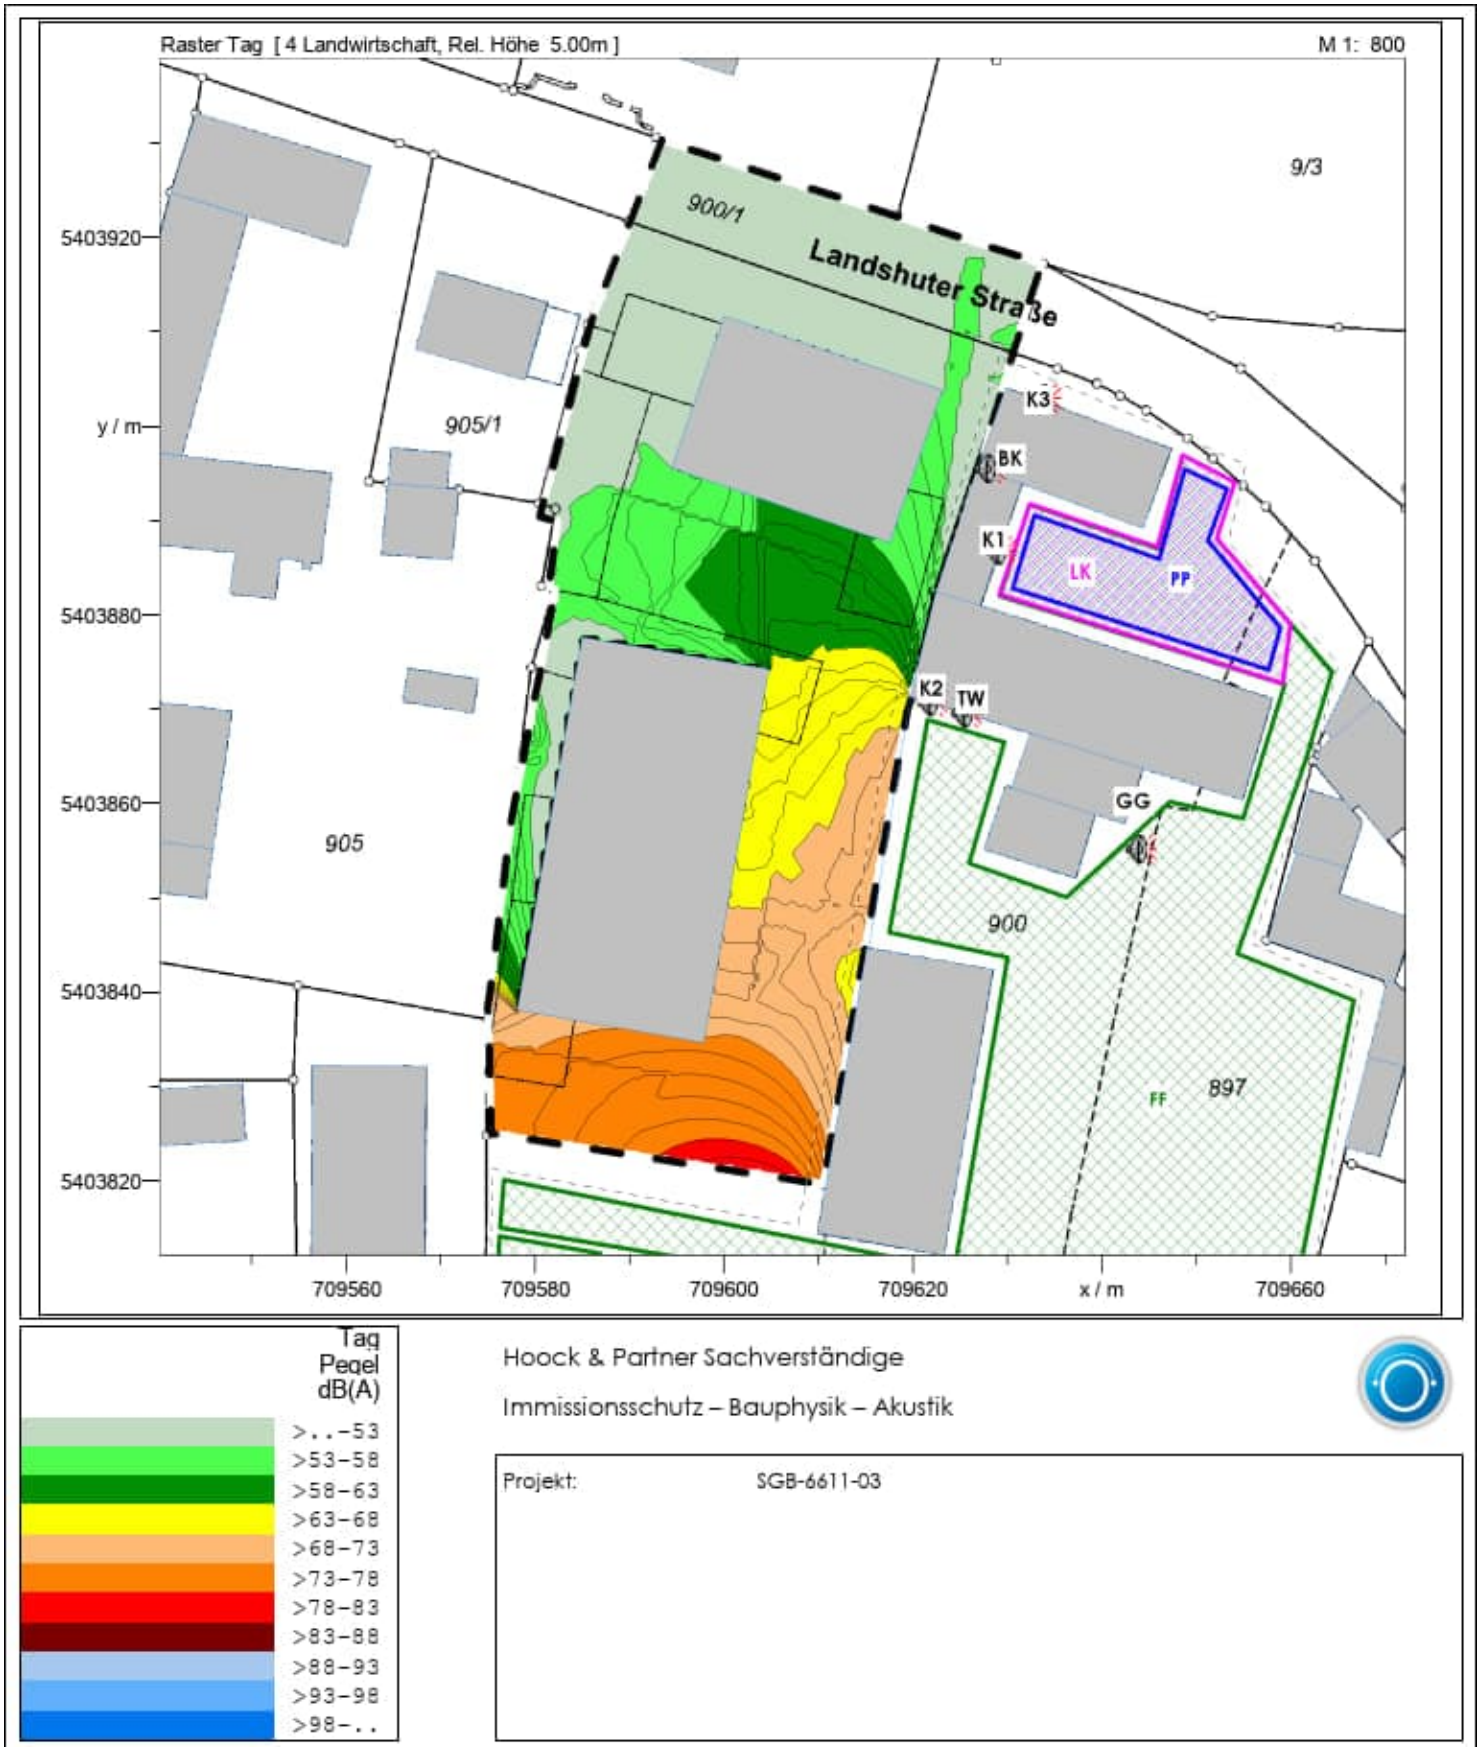 Raster Tag [ 4 Landwirtschaft, Rel. Höhe 5.00m ]
M 1: 800
9/3
900/1
5403920
Landshuter Straße
K3
y / m
905/1
BK
K1
LK
PP
5403880
K2
TW
5403860
GG
905
900
5403840
897
FF
5403820
709560
709580
709600
709620
x / m
709660
Tag
Pegel
dB(A)
>..-53
>53-58
>58-63
>63-68
>68-73
>73-78
>78-83
>83-88
>88-93
>93-98
>98-..
Hoock & Partner Sachverständige
Immissionsschutz – Bauphysik – Akustik
Projekt: SGB-6611-03